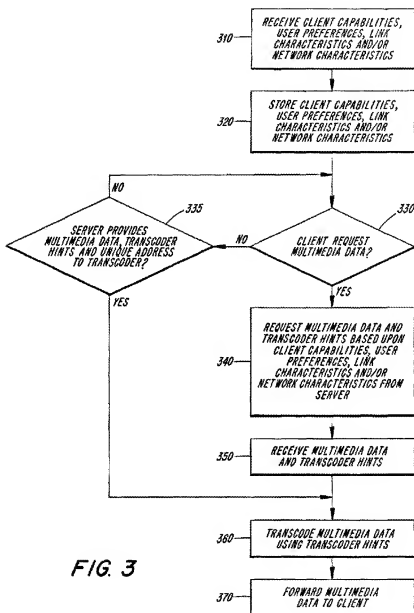 310
RECEIVE CLIENT CAPABILITIES,
USER PREFERENCES, LINK
CHARACTERISTICS AND/OR
NETWORK CHARACTERISTICS
320
STORE CLIENT CAPABILITIES,
USER PREFERENCES, LINK
CHARACTERISTICS AND/OR
NETWORK CHARACTERISTICS
NO
335
330
SERVER PROVIDES
MULTIMEDIA DATA, TRANSCODER
HINTS AND UNIQUE ADDRESS
TO TRANSCODER?
NO
CLIENT REQUEST
MULTIMEDIA DATA?
YES
YES
340
REQUEST MULTIMEDIA DATA AND
TRANSCODER HINTS BASED UPON
CLIENT CAPABILITIES, USER
PREFERENCES, LINK
CHARACTERISTICS AND/OR
NETWORK CHARACTERISTICS FROM
SERVER
350
RECEIVE MULTIMEDIA DATA
AND TRANSCODER HINTS
360
TRANSCODE MULTIMEDIA DATA
USING TRANSCODER HINTS
370
FORWARD MULTIMEDIA
DATA TO CLIENT
FIG. 3